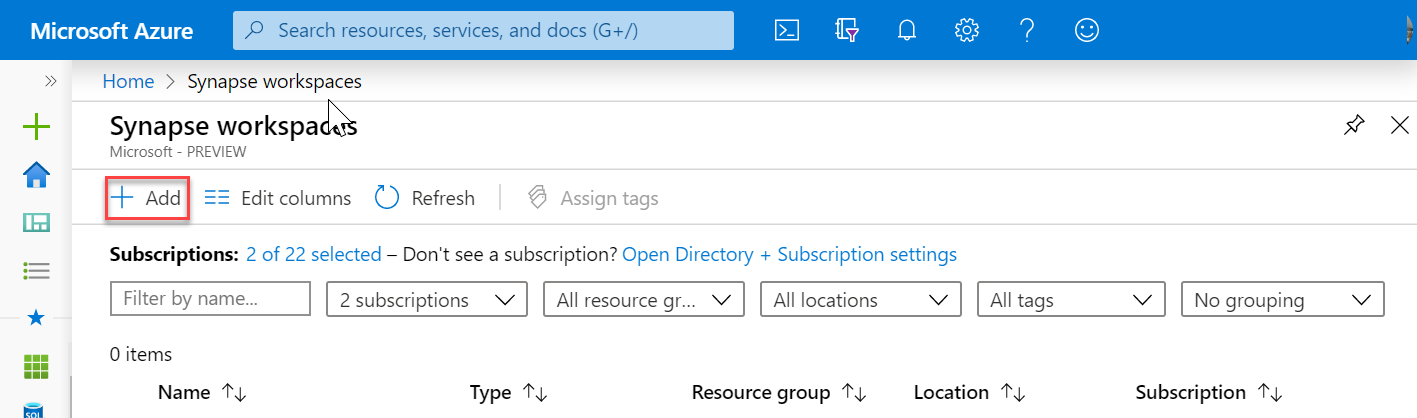 Microsoft Azure
Search resources, services, and docs (G+/)
Home > Synapse workspaces
Synapse workspaces
Microsoft - PREVIEW
Add
Edit columns
Refresh
Assign tags
Subscriptions: 2 of 22 selected – Don't see a subscription? Open Directory + Subscription settings
Filter by name...
2 subscriptions
All resource gr...
All locations
All tags
No grouping
0 items
Name
Type
Resource group
Location
Subscription
SQL